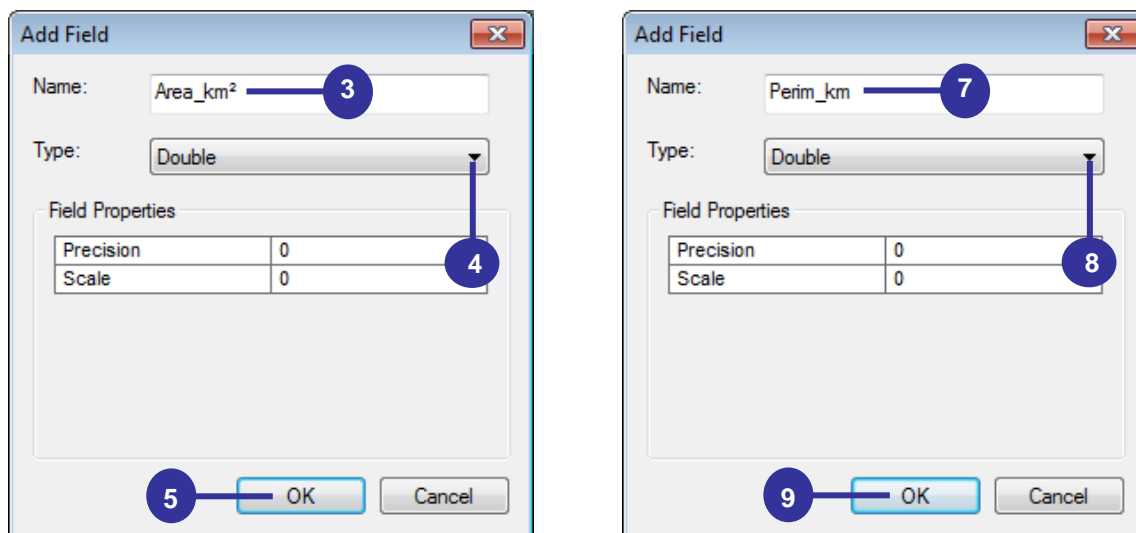 Add Field
Name: Area_km² 3
Type: Double
Field Properties
Precision 0
Scale 0
4
5 OK Cancel
Add Field
Name: Perim_km 7
Type: Double
Field Properties
Precision 0
Scale 0
8
9 OK Cancel